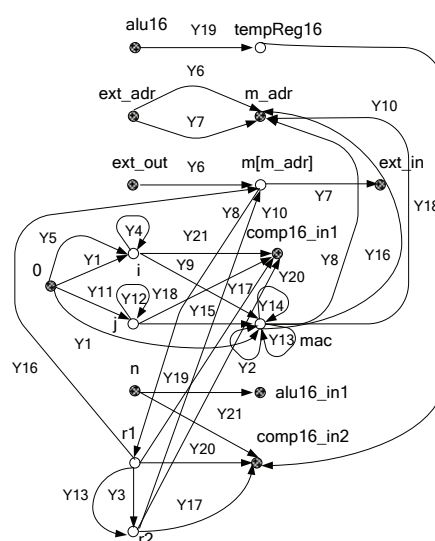 alu16 Y19 tempReg16
Y6
ext_adr m_adr
Y7 Y10
ext_out Y6 m[m_adr] ext_in
Y7
Y8 Y10 Y18
Y5 Y4 Y21 comp16_in1
0 Y1 i Y9 Y20 Y8 Y16
Y11 Y12 Y18 Y17
j Y15 Y14
Y1 Y2 Y13 mac
Y16 n Y19
alu16_in1
Y21
r1 comp16_in2
Y20
Y13 Y3 Y17
r2